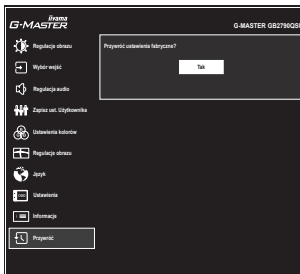 iiyama
G-MASTER
G-MASTER GB2790QSU
Regulacje obrazu
Przywróć ustawienia fabryczne?
Wybór wejść
Tak
Regulacja audio
Zapisz ust. Użytkownika
Ustawienia kolorów
Regulacje obrazu
Język
Ustawienia
Informacje
Przywróć